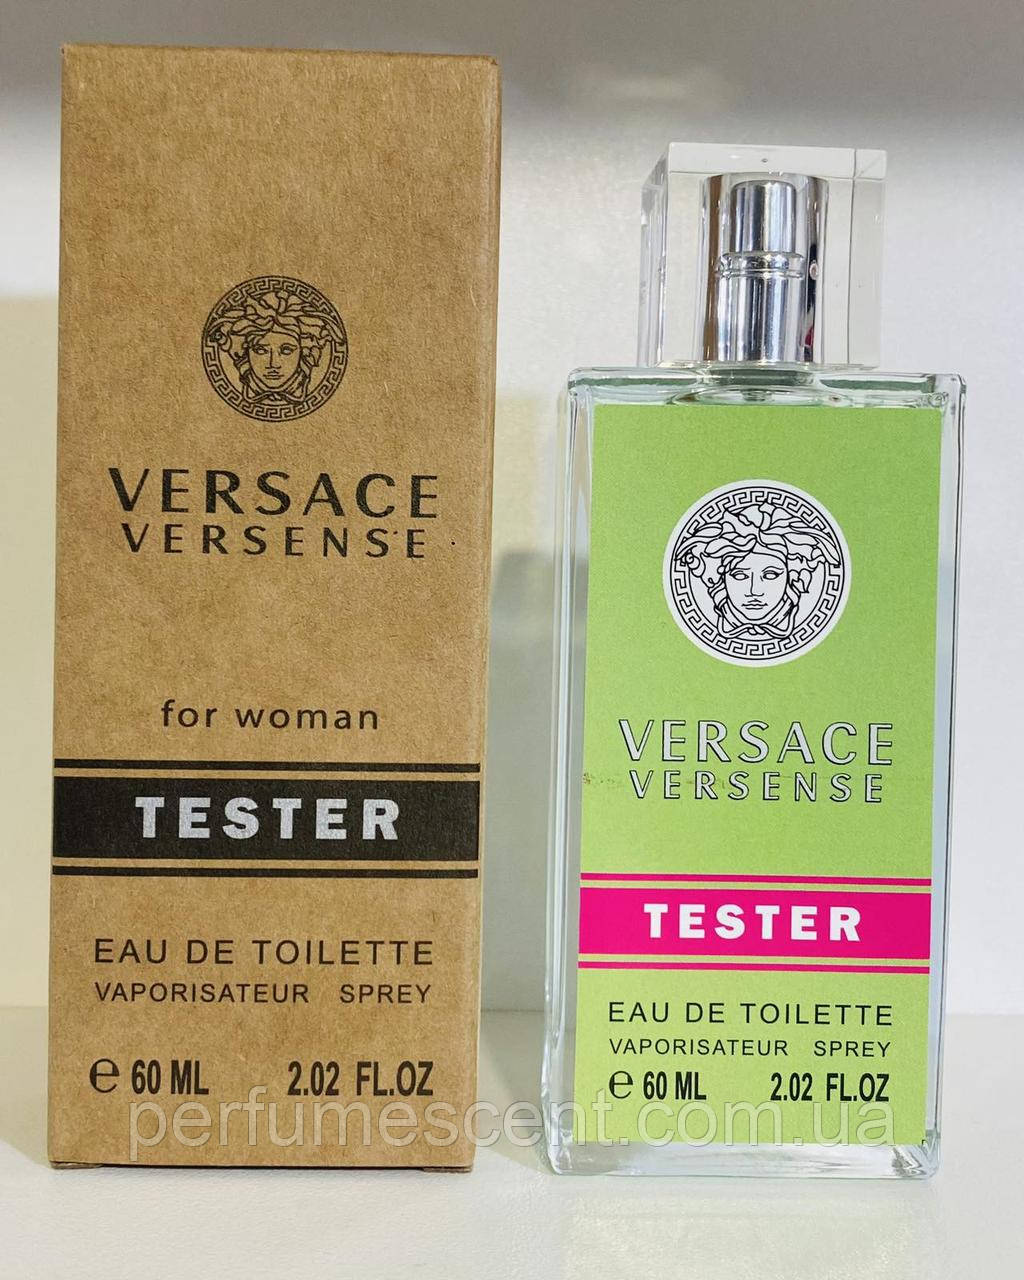 VERSACE
VERSENSE
for woman
TESTER
EAU DE TOILETTE
VAPORISATEUR SPREY
e 60 ML 2.02 FL.OZ
VERSACE
VERSENSE
TESTER
EAU DE TOILETTE
VAPORISATEUR SPREY
e 60 ML 2.02 FL.OZ
perfumescent.com.ua